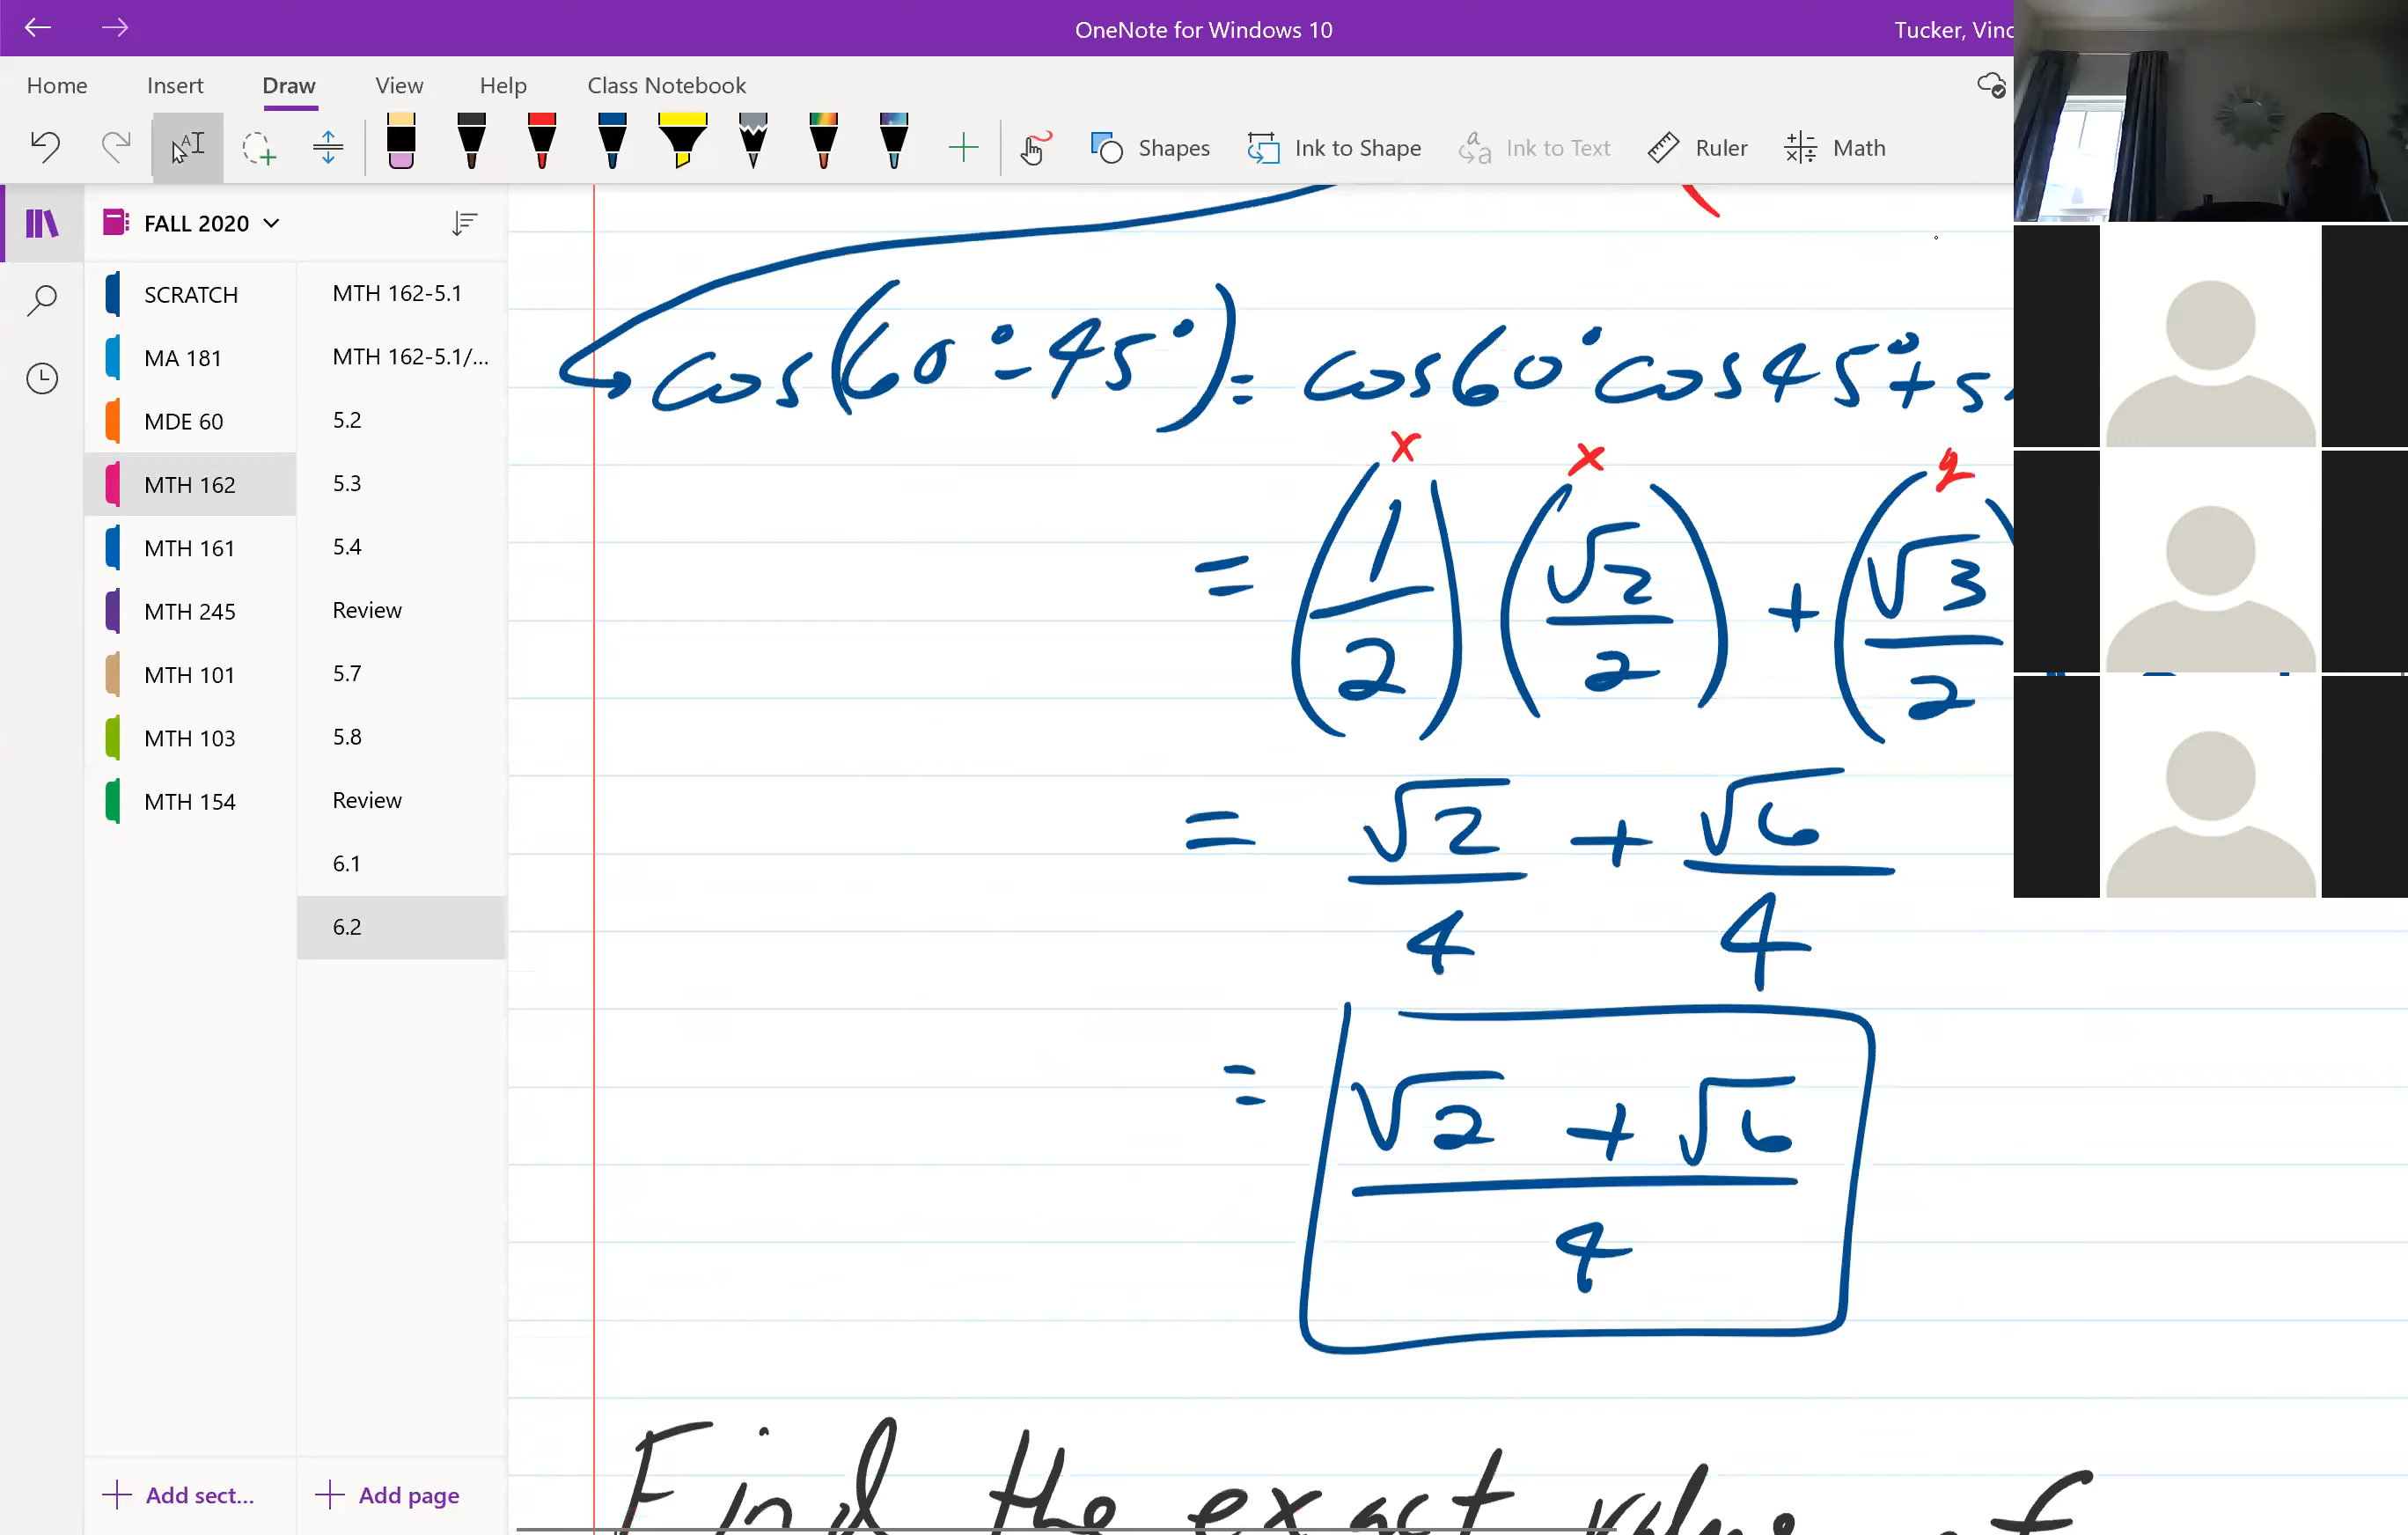 OneNote for Windows 10
Tucker, Vinc
Home Insert Draw View Help Class Notebook
Shapes Ink to Shape Ink to Text Ruler Math
FALL 2020
SCRATCH
MA 181
MDE 60
MTH 162
MTH 161
MTH 245
MTH 101
MTH 103
MTH 154
Add sect...
MTH 162-5.1
MTH 162-5.1/...
5.2
5.3
5.4
Review
5.7
5.8
Review
6.1
6.2
Add page
cos(60°-45°) = cos60°cos45° + s
x x y
= (1/2)(√2/2) + (√3/2)
= √2/4 + √6/4
= (√2 + √6)/4
Find the exact value of